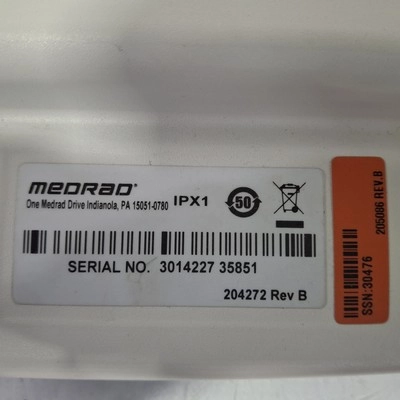 MEDRAD®
One Medrad Drive Indianola, PA 15051-0780
IPX1
50
SERIAL NO. 3014227 35851
204272 Rev B
205086 REV.B
SSN:30476